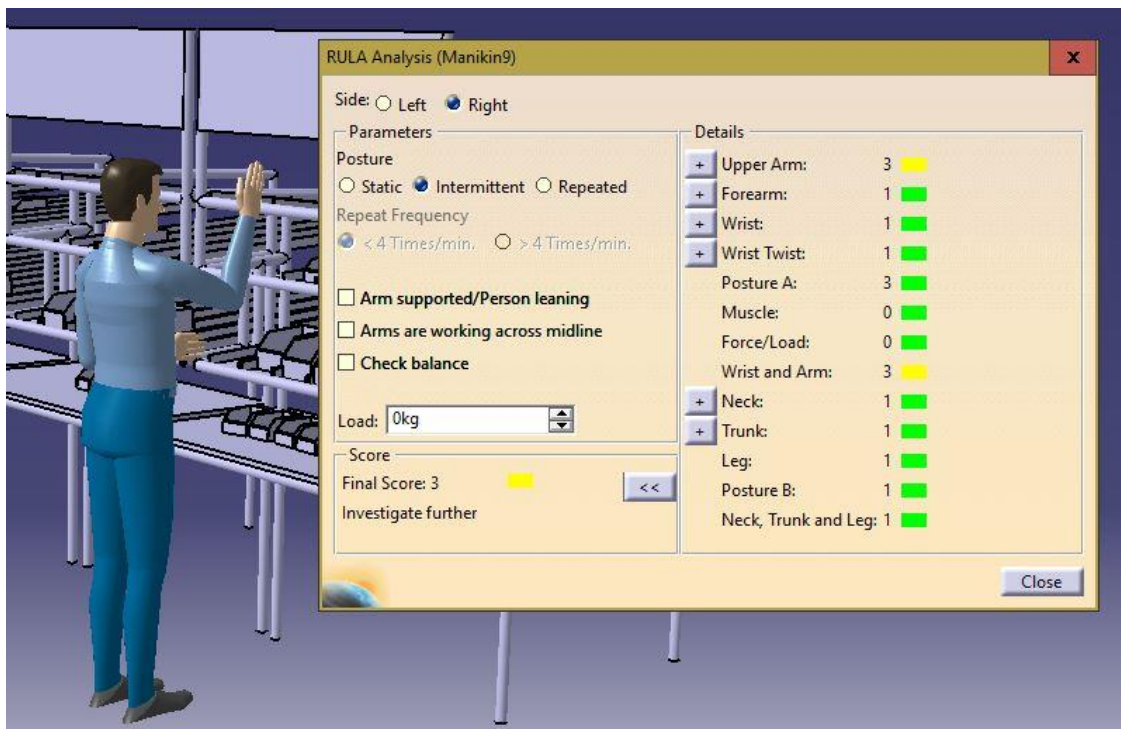 RULA Analysis (Manikin9)
x
Side: Left Right
Parameters
Posture
Static Intermittent Repeated
Repeat Frequency
< 4 Times/min. > 4 Times/min.
Arm supported/Person leaning
Arms are working across midline
Check balance
Load: 0kg
Score
Final Score: 3
<<
Investigate further
Details
+ Upper Arm: 3
+ Forearm: 1
+ Wrist: 1
+ Wrist Twist: 1
Posture A: 3
Muscle: 0
Force/Load: 0
Wrist and Arm: 3
+ Neck: 1
+ Trunk: 1
Leg: 1
Posture B: 1
Neck, Trunk and Leg: 1
Close